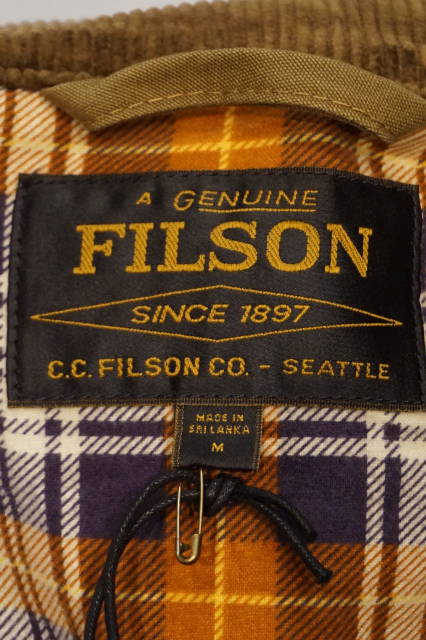 A GENUINE
FILSON
SINCE 1897
C.C. FILSON CO. - SEATTLE
MADE IN
SRI LANKA
M